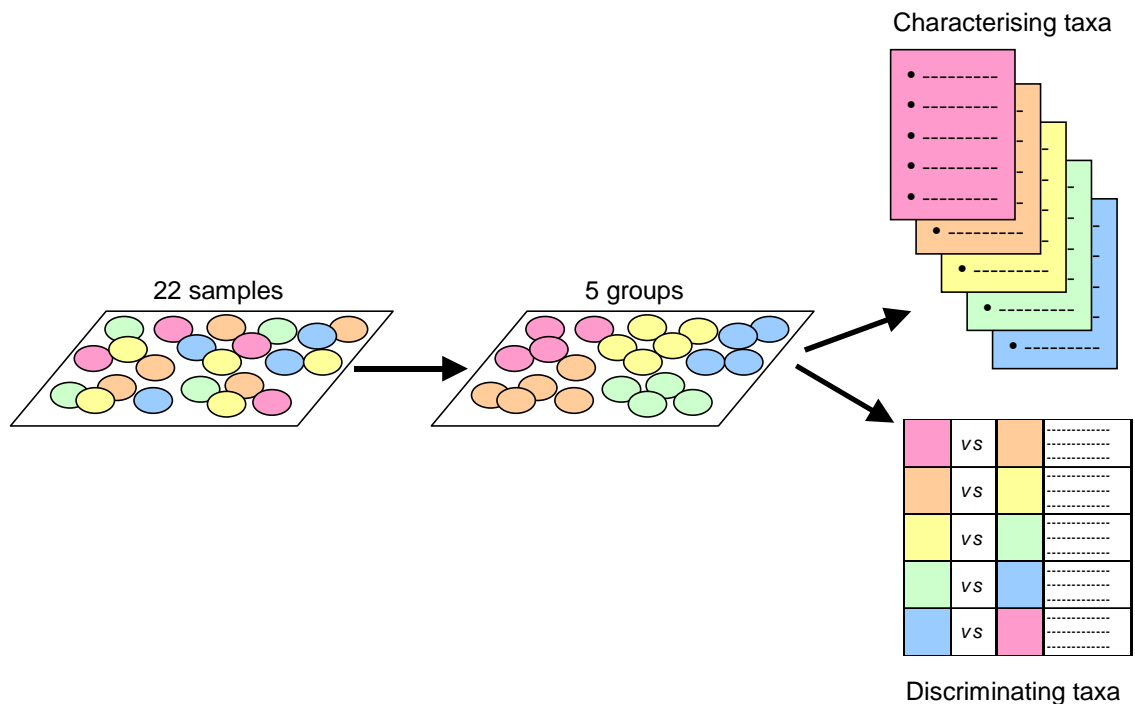 Characterising taxa
22 samples
5 groups
vs
vs
vs
vs
vs
Discriminating taxa